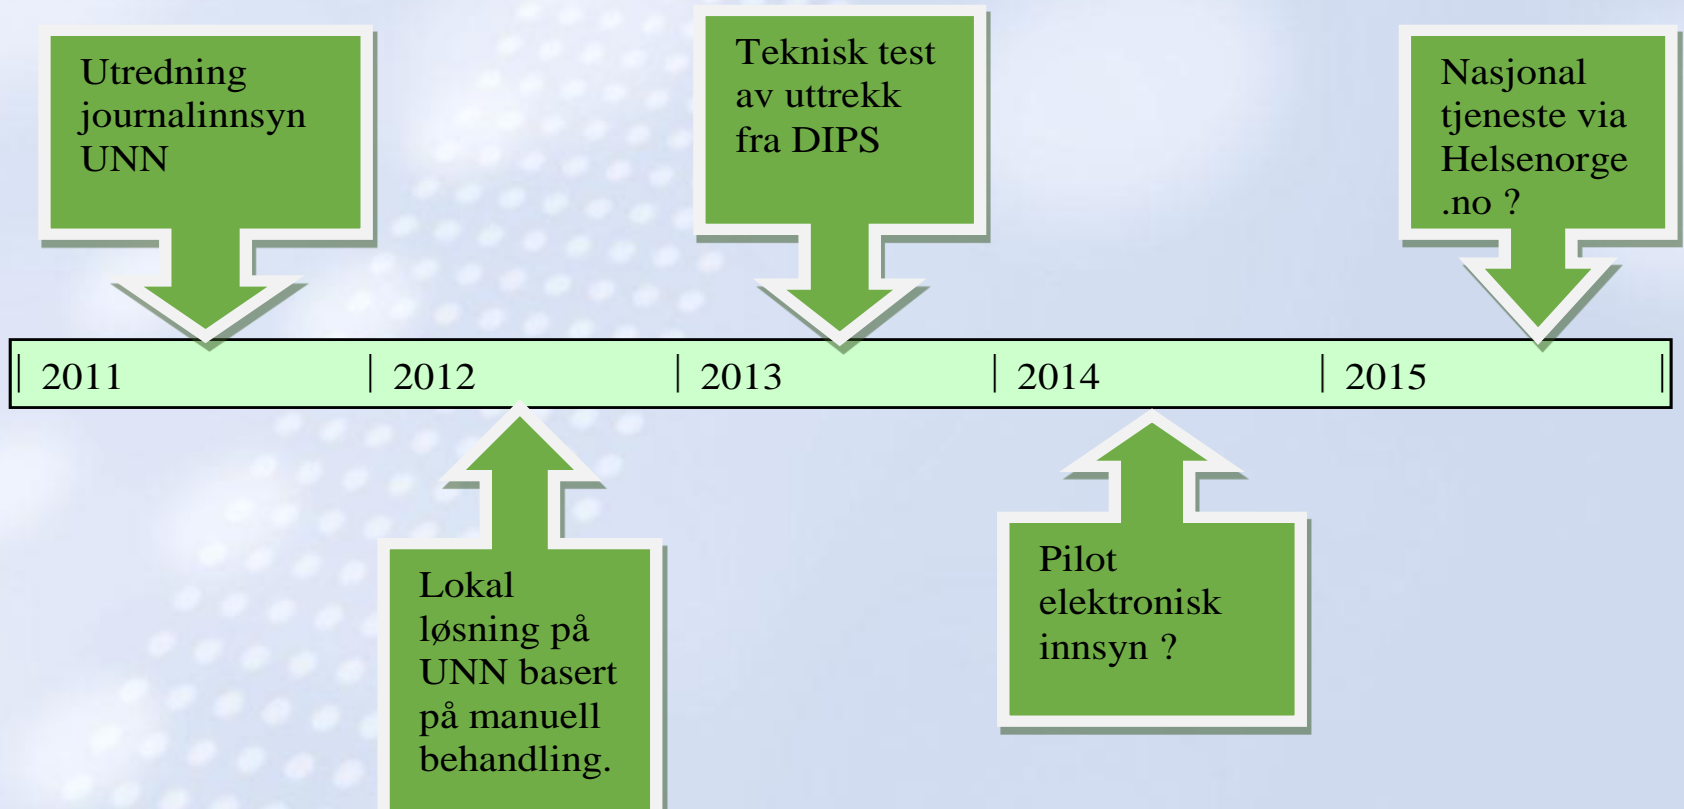 Utredning
journalinnsyn
UNN
Teknisk test
av uttrekk
fra DIPS
Nasjonal
tjeneste via
Helsenorge
.no ?
| 2011 | 2012 | 2013 | 2014 | 2015 |
Lokal
løsning på
UNN basert
på manuell
behandling.
Pilot
elektronisk
innsyn ?